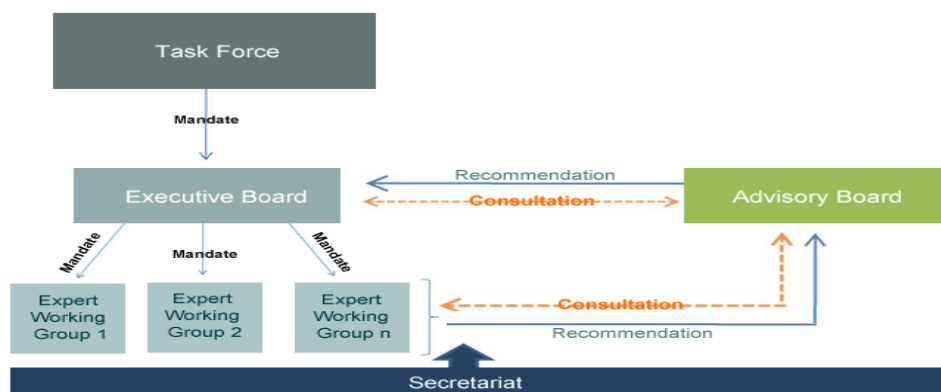 Task Force
Mandate
Recommendation
Executive Board
Consultation
Advisory Board
Mandate
Mandate
Mandate
Expert
Working
Group 1
Expert
Working
Group 2
Expert
Working
Group n
Consultation
Recommendation
Secretariat